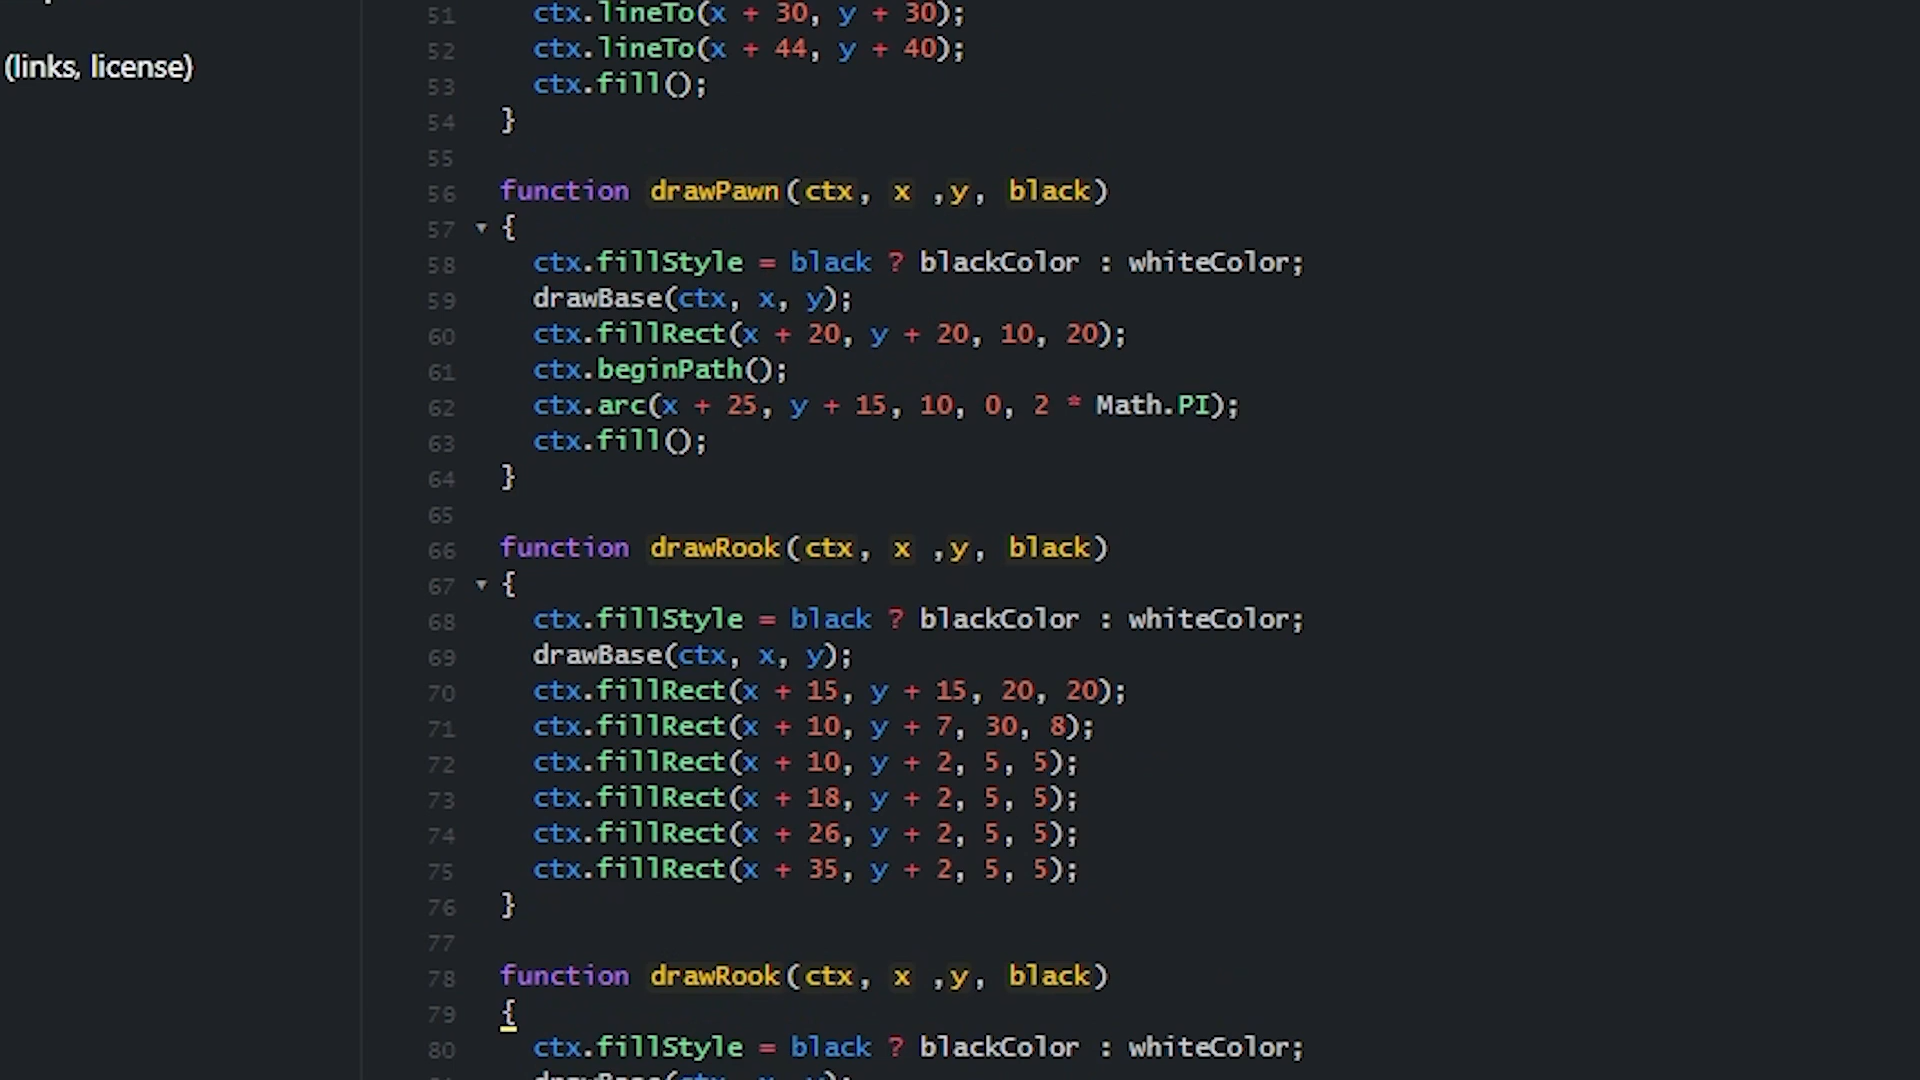 (links, license)
51 ctx.lineTo(x + 30, y + 30);
52 ctx.lineTo(x + 44, y + 40);
53 ctx.fill();
54 }
55
56 function drawPawn(ctx, x ,y, black)
57 {
58 ctx.fillStyle = black ? blackColor : whiteColor;
59 drawBase(ctx, x, y);
60 ctx.fillRect(x + 20, y + 20, 10, 20);
61 ctx.beginPath();
62 ctx.arc(x + 25, y + 15, 10, 0, 2 * Math.PI);
63 ctx.fill();
64 }
65
66 function drawRook(ctx, x ,y, black)
67 {
68 ctx.fillStyle = black ? blackColor : whiteColor;
69 drawBase(ctx, x, y);
70 ctx.fillRect(x + 15, y + 15, 20, 20);
71 ctx.fillRect(x + 10, y + 7, 30, 8);
72 ctx.fillRect(x + 10, y + 2, 5, 5);
73 ctx.fillRect(x + 18, y + 2, 5, 5);
74 ctx.fillRect(x + 26, y + 2, 5, 5);
75 ctx.fillRect(x + 35, y + 2, 5, 5);
76 }
77
78 function drawRook(ctx, x ,y, black)
79 {
80 ctx.fillStyle = black ? blackColor : whiteColor;
drawBase(ctx, x, y);